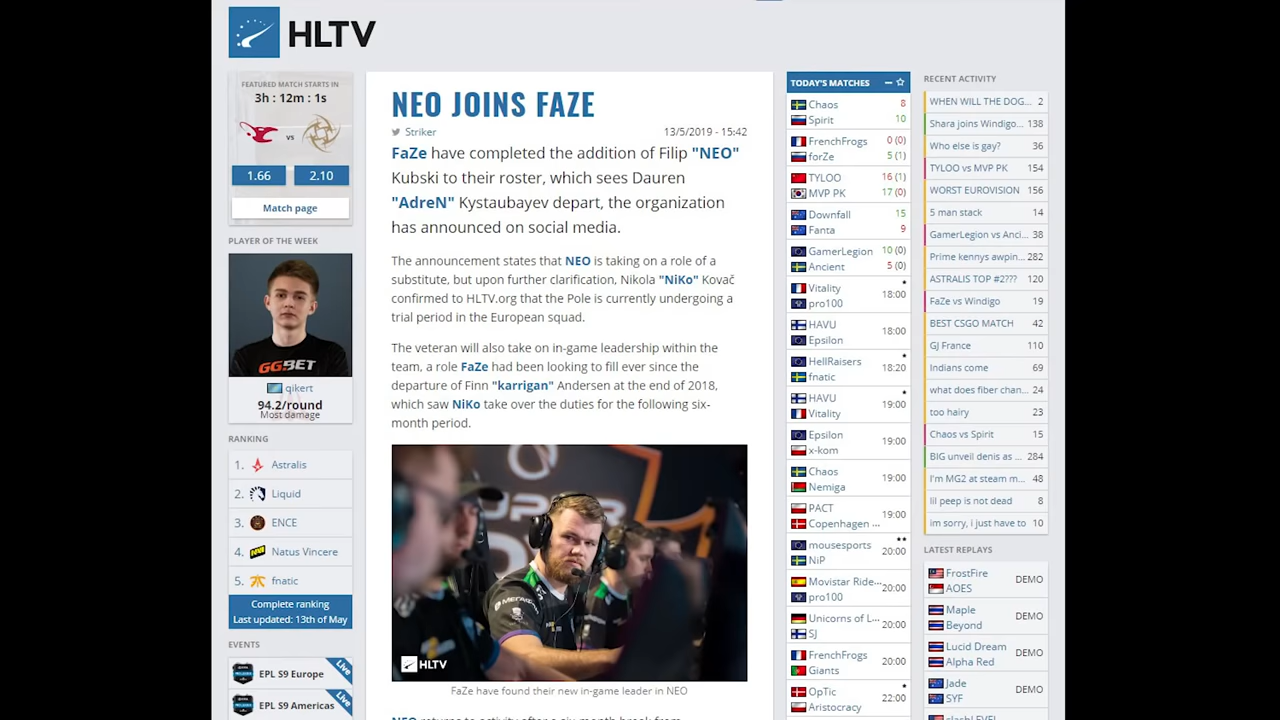 HLTV
FEATURED MATCH STARTS IN
3h : 12m : 1s
vs
1.66
2.10
Match page
PLAYER OF THE WEEK
GGBET
qikert
94.2/round
Most damage
RANKING
1. Astralis
2. Liquid
3. ENCE
4. Natus Vincere
5. fnatic
Complete ranking
Last updated: 13th of May
EVENTS
EPL S9 Europe
Live
EPL S9 Americas
Live
NEO JOINS FAZE
Striker
13/5/2019 - 15:42
FaZe have completed the addition of Filip "NEO"
Kubski to their roster, which sees Dauren
"AdreN" Kystaubayev depart, the organization
has announced on social media.
The announcement states that NEO is taking on a role of a
substitute, but upon further clarification, Nikola "NiKo" Kovač
confirmed to HLTV.org that the Pole is currently undergoing a
trial period in the European squad.
The veteran will also take on in-game leadership within the
team, a role FaZe had been looking to fill ever since the
departure of Finn "karrigan" Andersen at the end of 2018,
which saw NiKo take over the duties for the following six-
month period.
HLTV
FaZe have found their new in-game leader in NEO
NEO returns to activity after a six-month break from
TODAY'S MATCHES
Chaos 8
Spirit 10
FrenchFrogs 0 (0)
forZe 5 (1)
TYLOO 16 (1)
MVP PK 17 (0)
Downfall 15
Fanta 9
GamerLegion 10 (0)
Ancient 5 (0)
Vitality
pro100
18:00
HAVU
Epsilon
18:00
HellRaisers
fnatic
18:20
HAVU
Vitality
19:00
Epsilon
x-kom
19:00
Chaos
Nemiga
19:00
PACT
Copenhagen ...
19:00
mousesports
NiP
20:00
Movistar Ride...
pro100
20:00
Unicorns of L...
SJ
20:00
FrenchFrogs
Giants
20:00
OpTic
Aristocracy
22:00
RECENT ACTIVITY
WHEN WILL THE DOG... 2
Shara joins Windigo... 138
Who else is gay? 36
TYLOO vs MVP PK 154
WORST EUROVISION 156
5 man stack 14
GamerLegion vs Anci... 38
Prime kennys awpin... 282
ASTRALIS TOP #2???? 120
FaZe vs Windigo 19
BEST CSGO MATCH 42
GJ France 110
Indians come 69
what does fiber chan... 24
too hairy 23
Chaos vs Spirit 15
BIG unveil denis as ... 284
I'm MG2 at steam m... 48
lil peep is not dead 8
im sorry, i just have to 10
LATEST REPLAYS
FrostFire
AOES
DEMO
Maple
Beyond
DEMO
Lucid Dream
Alpha Red
DEMO
Jade
DEMO